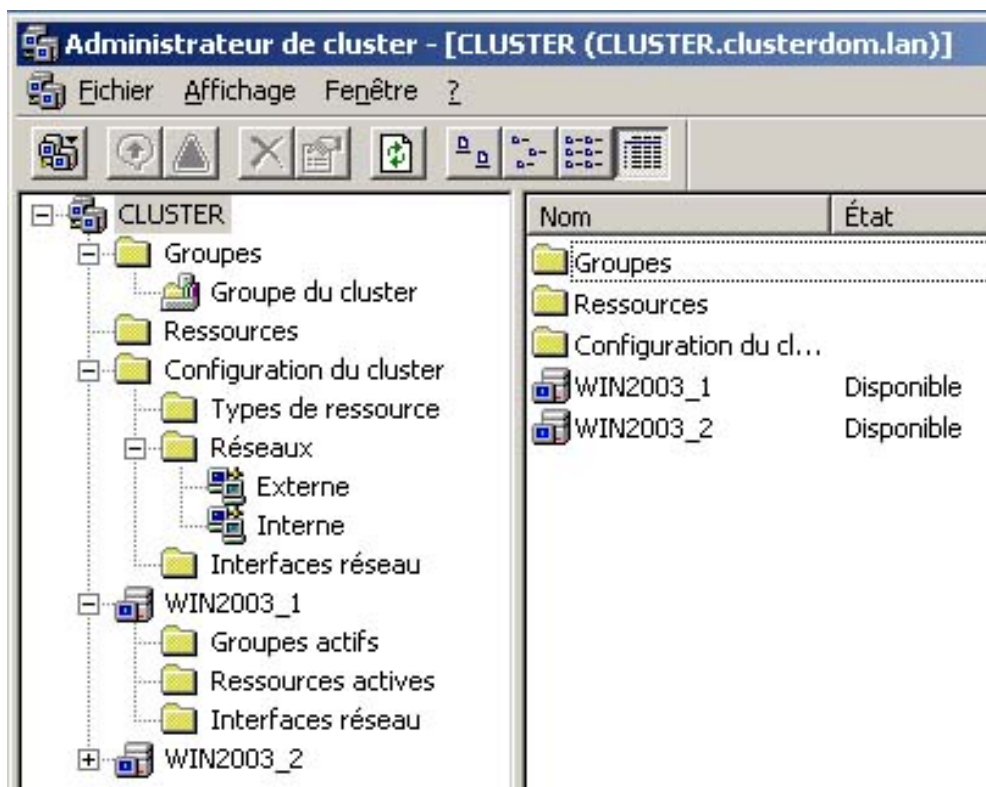 Administrateur de cluster - [CLUSTER (CLUSTER.clusterdom.lan)]
Fichier Affichage Fenêtre ?
CLUSTER
Groupes
Groupe du cluster
Ressources
Configuration du cluster
Types de ressource
Réseaux
Externe
Interne
Interfaces réseau
WIN2003_1
Groupes actifs
Ressources actives
Interfaces réseau
WIN2003_2
Nom État
Groupes
Ressources
Configuration du cl...
WIN2003_1 Disponible
WIN2003_2 Disponible